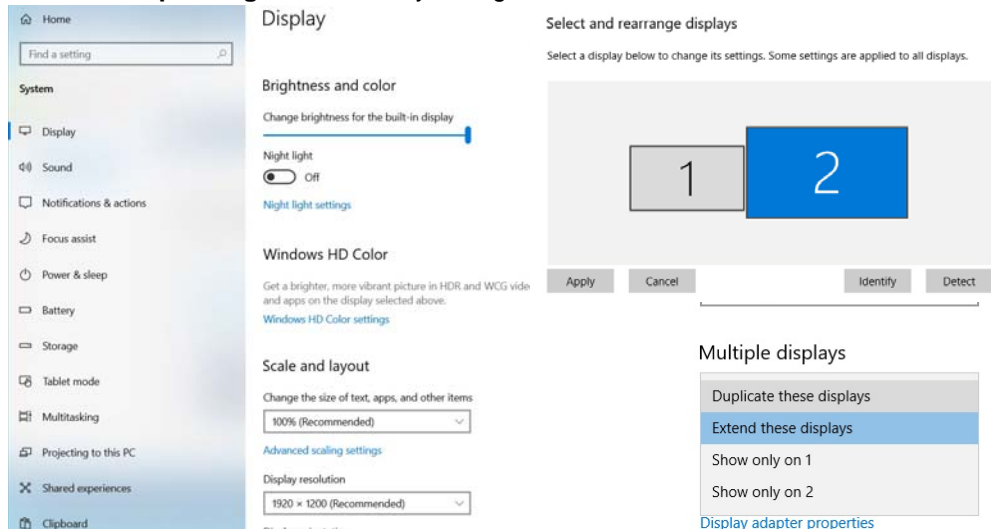 Home
Find a setting
System
Display
Sound
Notifications & actions
Focus assist
Power & sleep
Battery
Storage
Tablet mode
Multitasking
Projecting to this PC
Shared experiences
Clipboard
Display
Brightness and color
Change brightness for the built-in display
Night light
Off
Night light settings
Windows HD Color
Get a brighter, more vibrant picture in HDR and WCG vide
and apps on the display selected above.
Windows HD Color settings
Scale and layout
Change the size of text, apps, and other items
100% (Recommended)
Advanced scaling settings
Display resolution
1920 × 1200 (Recommended)
Select and rearrange displays
Select a display below to change its settings. Some settings are applied to all displays.
1
2
Apply Cancel Identify Detect
Multiple displays
Duplicate these displays
Extend these displays
Show only on 1
Show only on 2
Display adapter properties